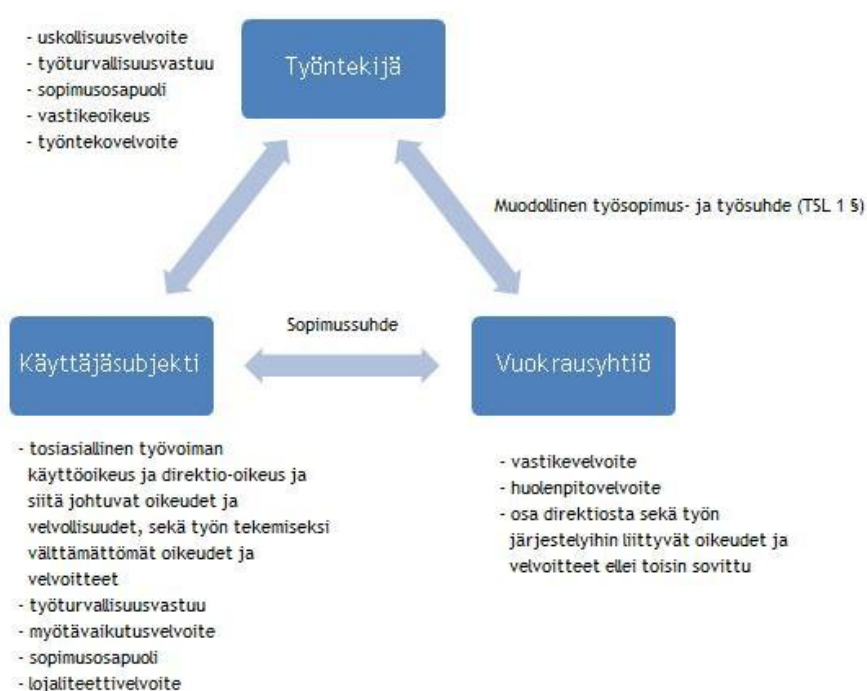 - uskollisuusvelvoite
- työturvallisuusvastuu
- sopimusosapuoli
- vastikeoikeus
- työntekovelvoite
Työntekijä
Muodollinen työsopimus- ja työsuhde (TSL 1 §)
Sopimussuhde
Käyttäjäsubjekti
Vuokrausyhtiö
- tosiasiallinen työvoiman
käyttöoikeus ja direktio-oikeus ja
siitä johtuvat oikeudet ja
velvollisuudet, sekä työn tekemiseksi
välttämättömät oikeudet ja
velvoitteet
- työturvallisuusvastuu
- myötävaikutusvelvoite
- sopimusosapuoli
- lojaliteettivelvoite
- vastikevelvoite
- huolenpitovelvoite
- osa direktiosta sekä työn
järjestelyihin liittyvät oikeudet ja
velvoitteet ellei toisin sovittu